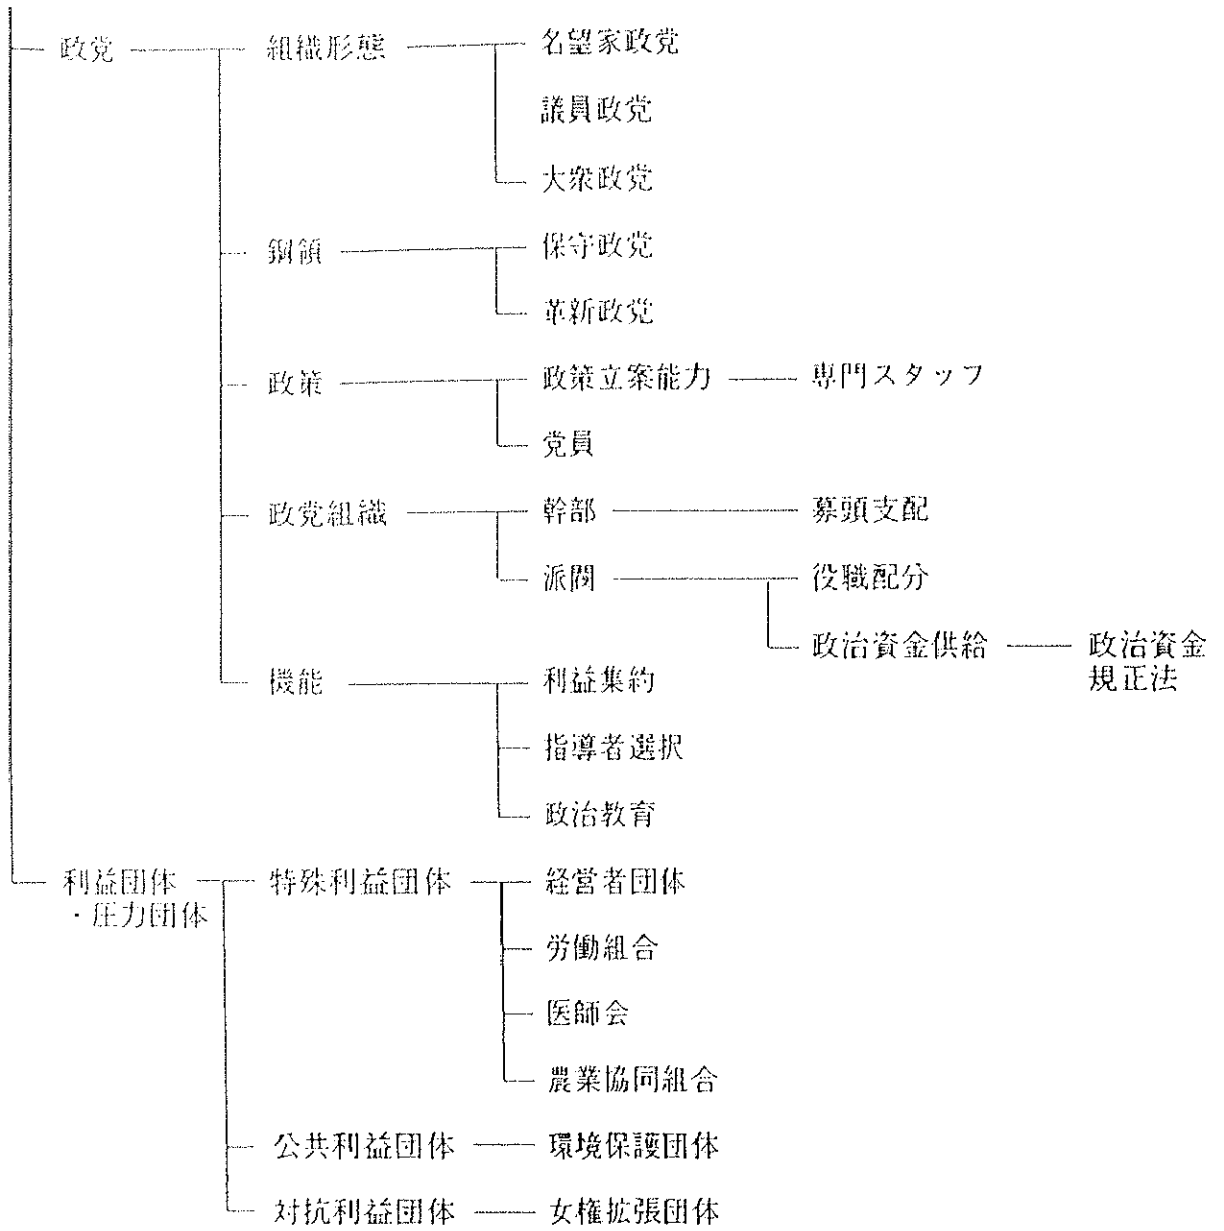 政党 組織形態 名望家政党
議員政党
大衆政党
綱領 保守政党
革新政党
政策 政策立案能力 専門スタッフ
党員
政党組織 幹部 寡頭支配
派閥 役職配分
政治資金供給 政治資金
規正法
機能 利益集約
指導者選択
政治教育
利益団体 特殊利益団体 経営者団体
・圧力団体
労働組合
医師会
農業協同組合
公共利益団体 環境保護団体
対抗利益団体 女権拡張団体